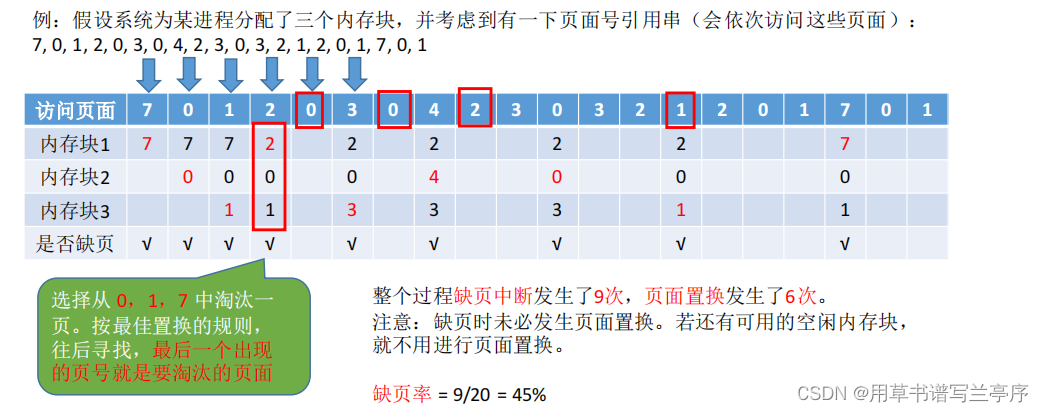 例：假设系统为某进程分配了三个内存块，并考虑到有一下页面号引用串（会依次访问这些页面）：
7, 0, 1, 2, 0, 3, 0, 4, 2, 3, 0, 3, 2, 1, 2, 0, 1, 7, 0, 1
访问页面 7 0 1 2 0 3 0 4 2 3 0 3 2 1 2 0 1 7 0 1
内存块1 7 7 7 2 2 2 2 2 7
内存块2 0 0 0 0 4 0 0 0
内存块3 1 1 3 3 3 1 1
是否缺页 √ √ √ √ √ √ √ √ √
选择从 0，1，7 中淘汰一
页。按最佳置换的规则，
往后寻找，最后一个出现
的页号就是要淘汰的页面
整个过程缺页中断发生了9次，页面置换发生了6次。
注意：缺页时未必发生页面置换。若还有可用的空闲内存块，
就不用进行页面置换。
缺页率 = 9/20 = 45%
CSDN @用草书谱写兰亭序